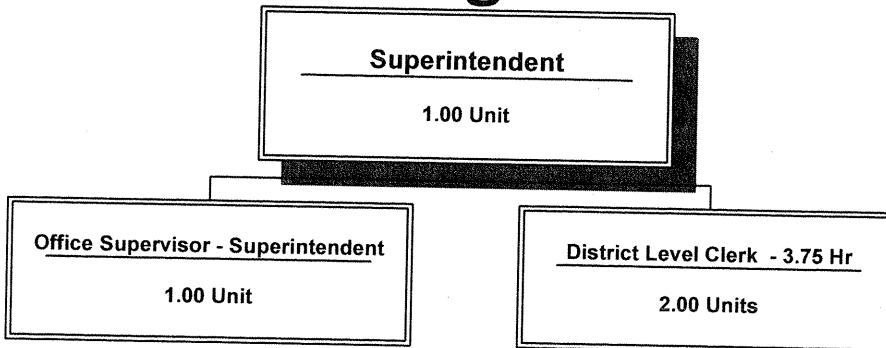 Superintendent
1.00 Unit
Office Supervisor - Superintendent
1.00 Unit
District Level Clerk - 3.75 Hr
2.00 Units